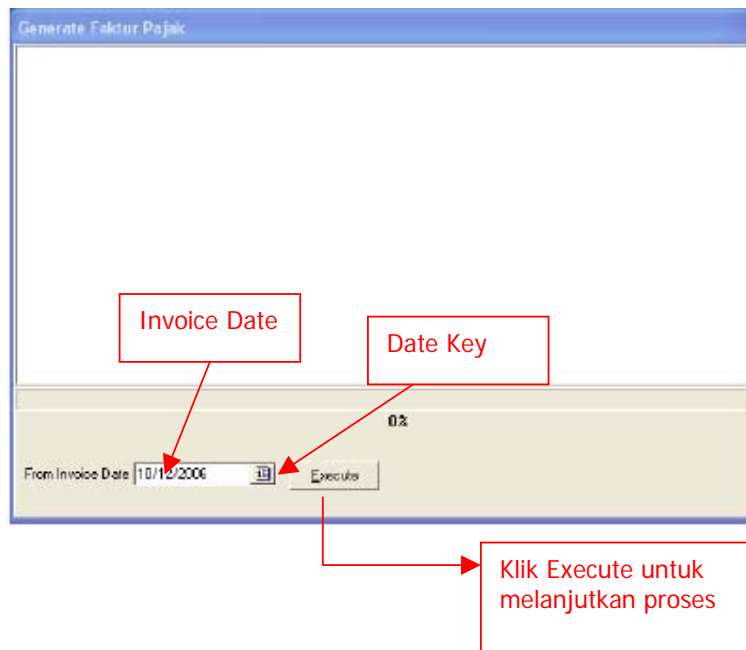 Generate Faktur Pajak
Invoice Date
Date Key
0%
From Invoice Date 10/12/2006
Execute
Klik Execute untuk
melanjutkan proses